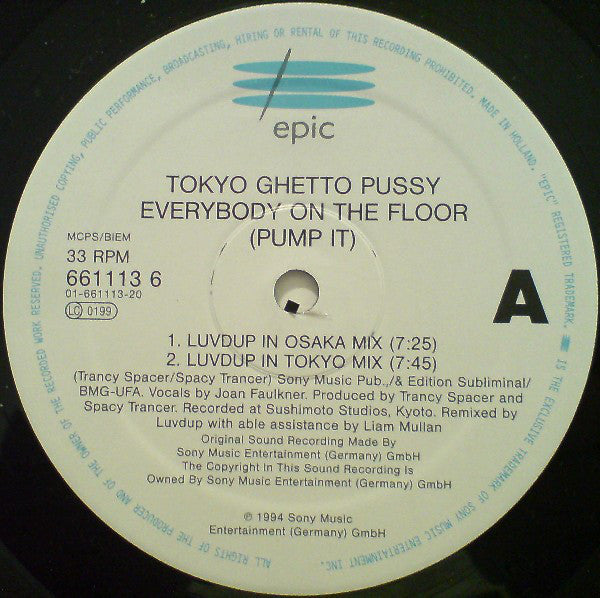 epic
TOKYO GHETTO PUSSY
EVERYBODY ON THE FLOOR
(PUMP IT)
MCPS/BIEM
33 RPM
661113 6
01-661113-20
LC 0199
A
1. LUVDUP IN OSAKA MIX (7:25)
2. LUVDUP IN TOKYO MIX (7:45)
(Trancy Spacer/Spacy Trancer) Sony Music Pub../& Edition Subliminal/
BMG-UFA. Vocals by Joan Faulkner. Produced by Trancy Spacer and
Spacy Trancer. Recorded at Sushimoto Studios, Kyoto. Remixed by
Luvdup with able assistance by Liam Mullan
Original Sound Recording Made By
Sony Music Entertainment (Germany) GmbH
The Copyright In This Sound Recording Is
Owned By Sony Music Entertainment (Germany) GmbH
℗ 1994 Sony Music
Entertainment (Germany) GmbH
ALL RIGHTS OF THE PRODUCER AND OF THE OWNER OF THE RECORDED WORK RESERVED. UNAUTHORISED COPYING, PUBLIC PERFORMANCE, BROADCASTING, HIRING OR RENTAL OF THIS RECORDING PROHIBITED. MADE IN HOLLAND. "EPIC" REGISTERED TRADEMARK. IS THE EXCLUSIVE TRADEMARK OF SONY MUSIC ENTERTAINMENT INC.